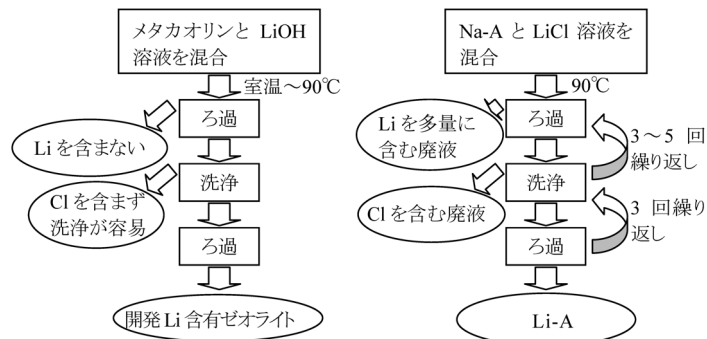 メタカオリンと LiOH
溶液を混合
室温～90℃
ろ過
Li を含まない
洗浄
Cl を含まず
洗浄が容易
ろ過
開発 Li 含有ゼオライト
Na-A と LiCl 溶液を
混合
90℃
ろ過
Li を多量に
含む廃液
3～5 回
繰り返し
洗浄
Cl を含む廃液
3 回繰り
返し
ろ過
Li-A